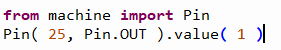 from machine import Pin
Pin( 25, Pin.OUT ).value( 1 )